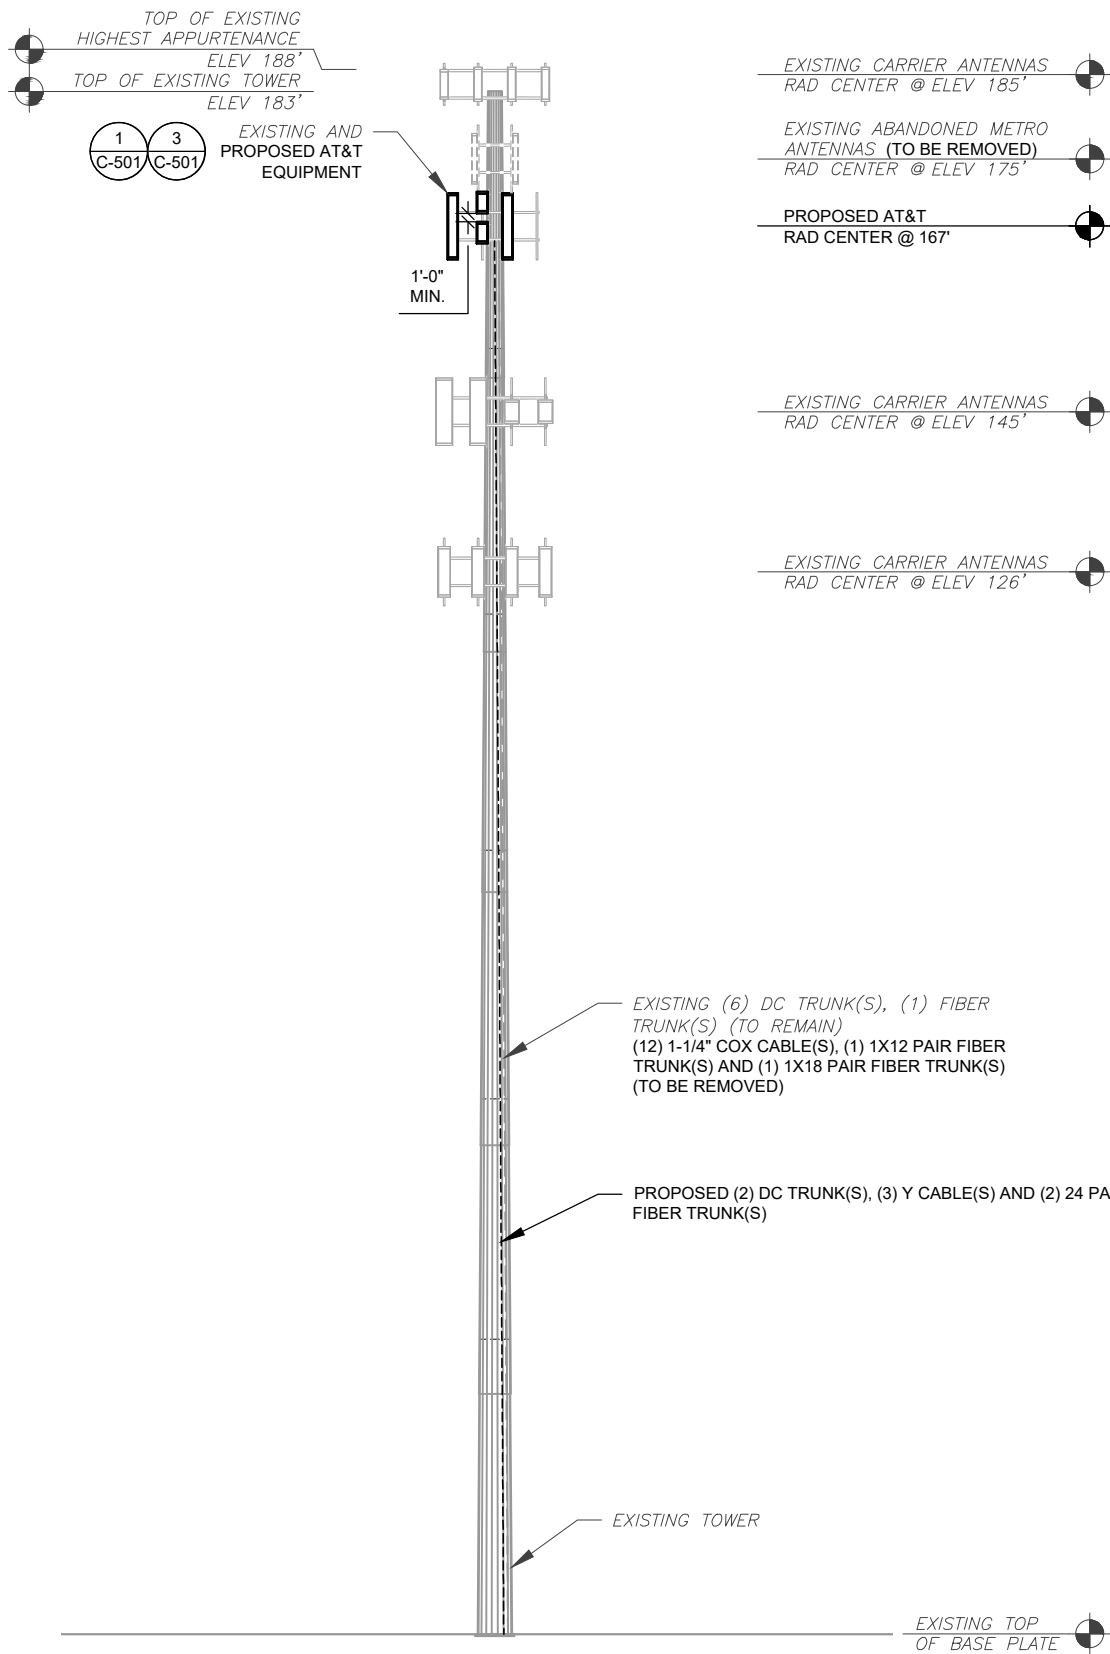 TOP OF EXISTING
HIGHEST APPURTENANCE
ELEV 188'
TOP OF EXISTING TOWER
ELEV 183'
1
C-501
3
C-501
EXISTING AND
PROPOSED AT&T
EQUIPMENT
1'-0"
MIN.
EXISTING CARRIER ANTENNAS
RAD CENTER @ ELEV 185'
EXISTING ABANDONED METRO
ANTENNAS (TO BE REMOVED)
RAD CENTER @ ELEV 175'
PROPOSED AT&T
RAD CENTER @ 167'
EXISTING CARRIER ANTENNAS
RAD CENTER @ ELEV 145'
EXISTING CARRIER ANTENNAS
RAD CENTER @ ELEV 126'
EXISTING (6) DC TRUNK(S), (1) FIBER
TRUNK(S) (TO REMAIN)
(12) 1-1/4" COX CABLE(S), (1) 1X12 PAIR FIBER
TRUNK(S) AND (1) 1X18 PAIR FIBER TRUNK(S)
(TO BE REMOVED)
PROPOSED (2) DC TRUNK(S), (3) Y CABLE(S) AND (2) 24 PA
FIBER TRUNK(S)
EXISTING TOWER
EXISTING TOP
OF BASE PLATE